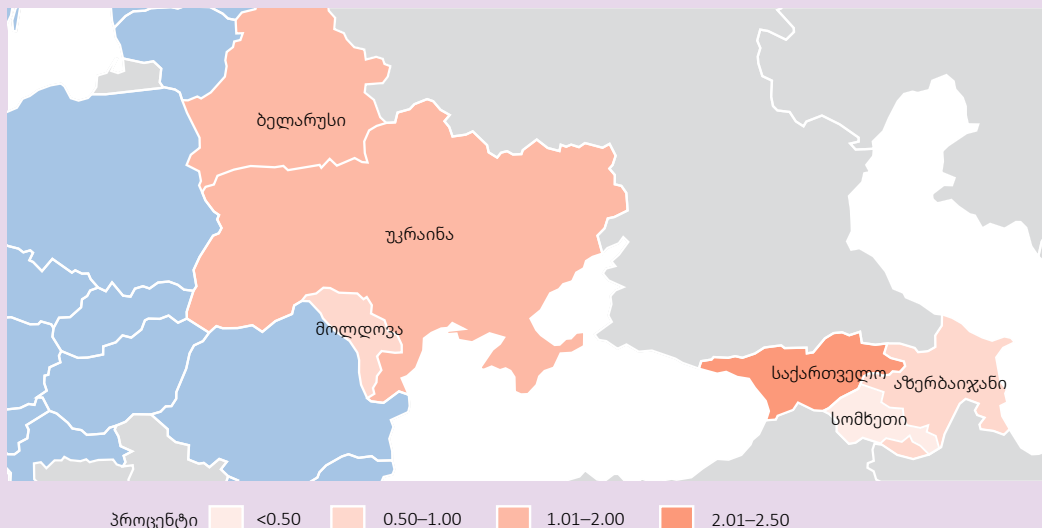 ბელარუსი
უკრაინა
მოლდოვა
საქართველო
აზერბაიჯანი
სომხეთი
პროცენტი <0.50 0.50–1.00 1.01–2.00 2.01–2.50